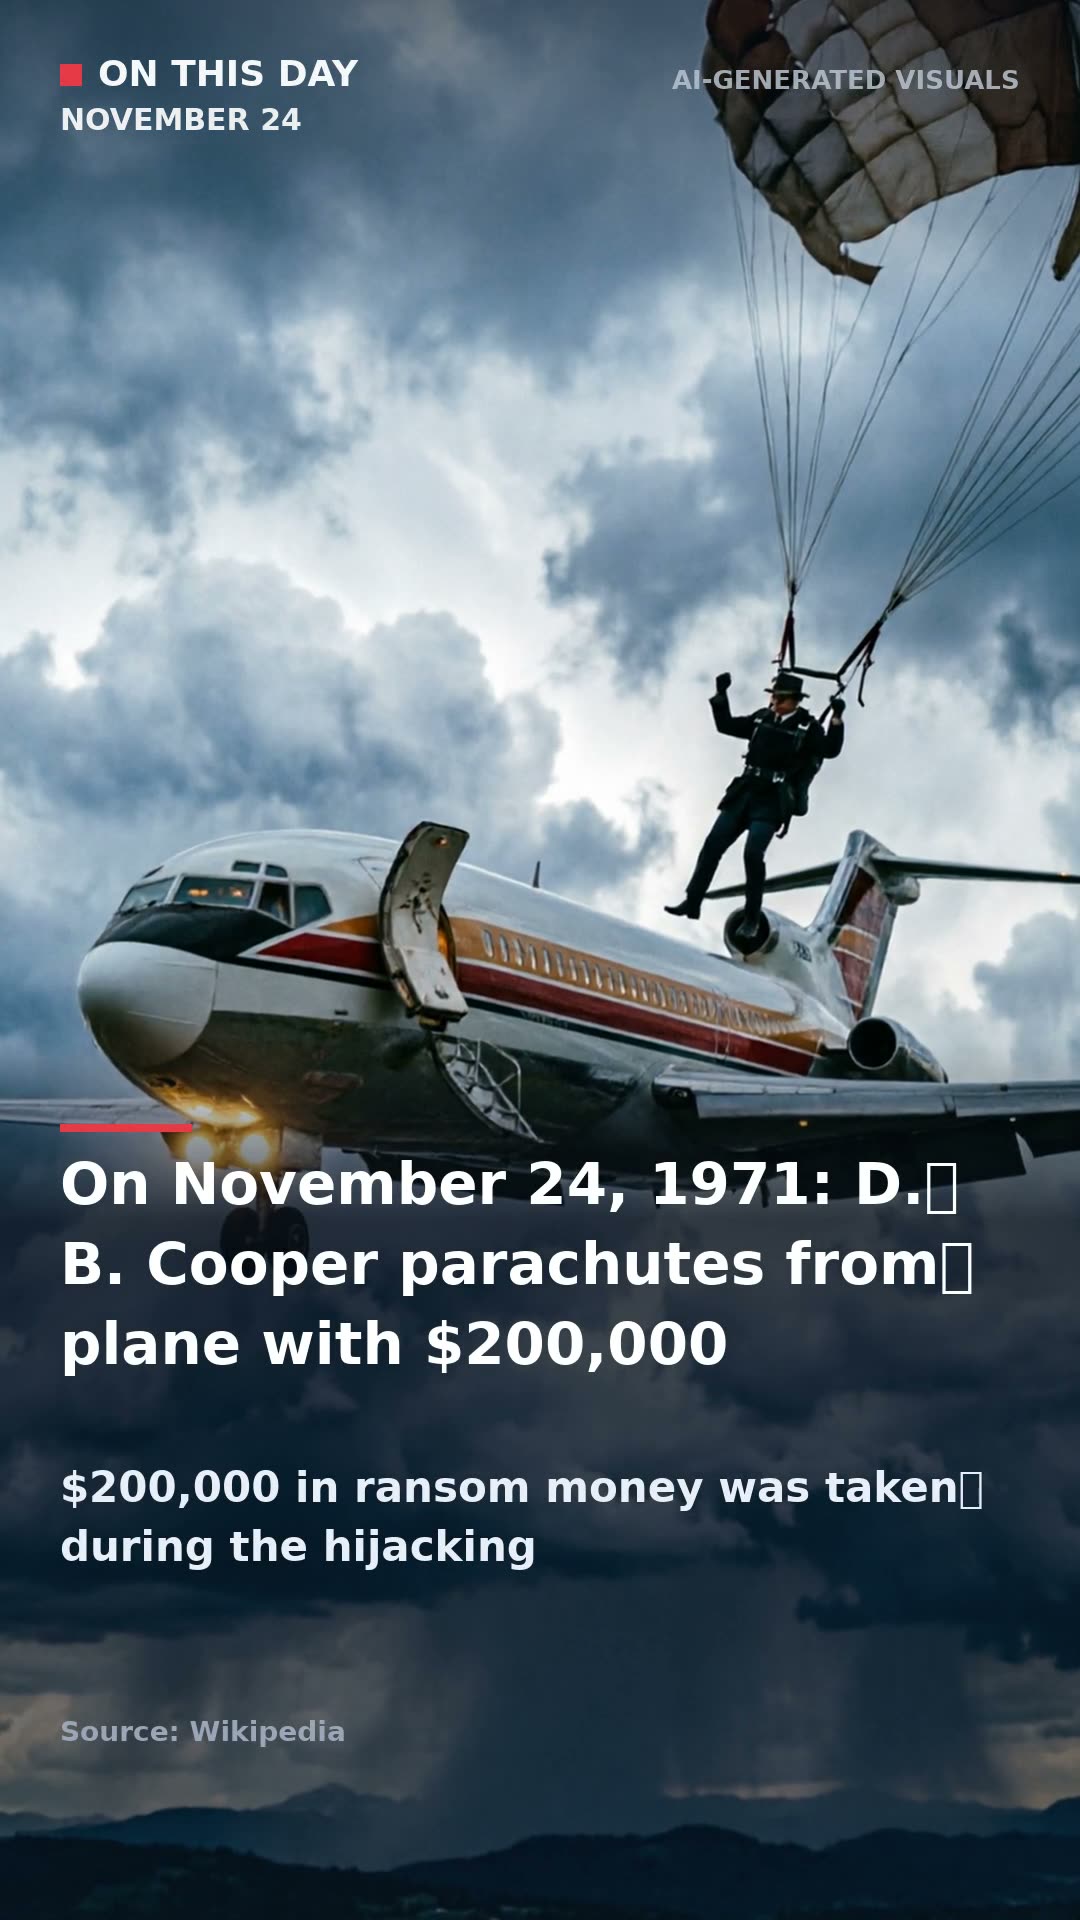 ON THIS DAY
NOVEMBER 24
AI-GENERATED VISUALS
On November 24, 1971: D.
B. Cooper parachutes from
plane with $200,000
$200,000 in ransom money was taken
during the hijacking
Source: Wikipedia